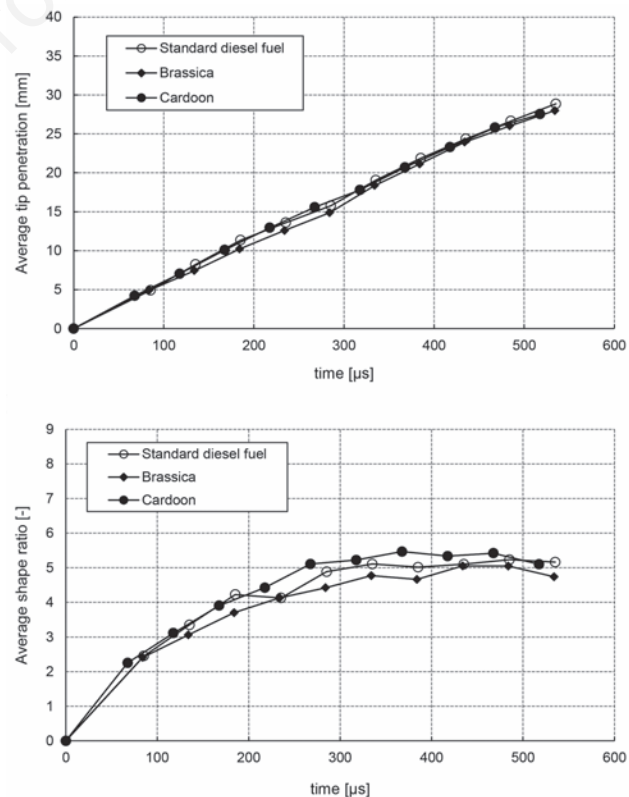 Average tip penetration [mm]
40
35
30
25
20
15
10
5
0
Standard diesel fuel
Brassica
Cardoon
0 100 200 300 400 500 600
time [µs]
Average shape ratio [-]
9
8
7
6
5
4
3
2
1
0
Standard diesel fuel
Brassica
Cardoon
0 100 200 300 400 500 600
time [µs]